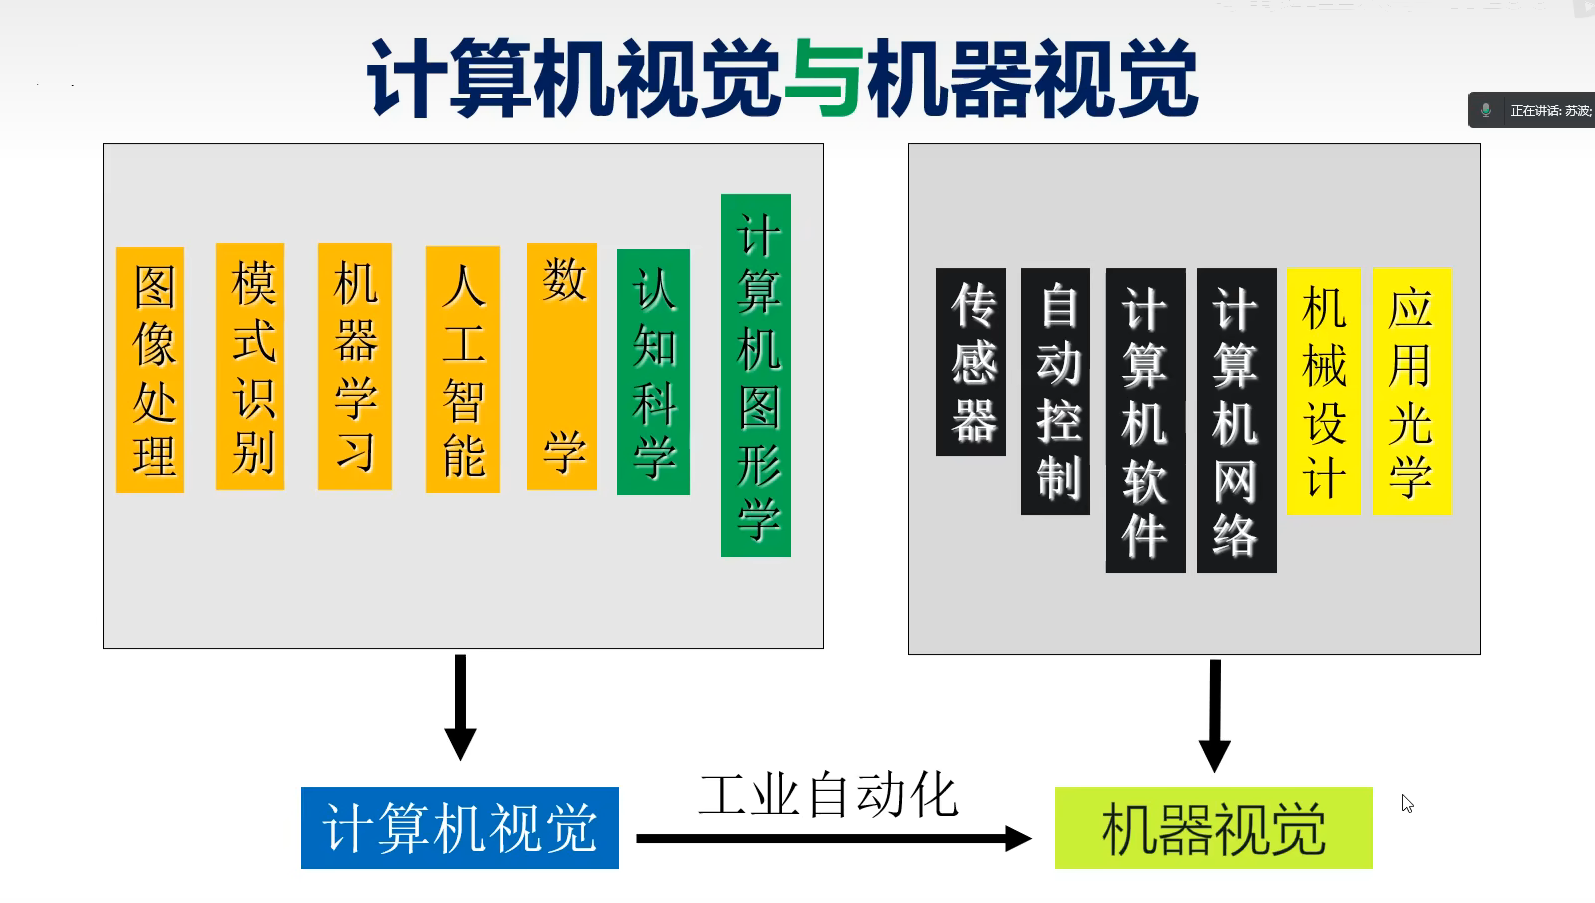 计算机视觉与机器视觉
正在讲话: 苏波;
图像处理
模式识别
机器学习
人工智能
数学
认知科学
计算机图形学
传感器
自动控制
计算机软件
计算机网络
机械设计
应用光学
工业自动化
计算机视觉
机器视觉